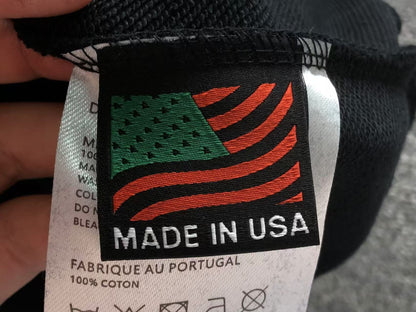 MADE IN USA
FABRIQUE AU PORTUGAL
100% COTON